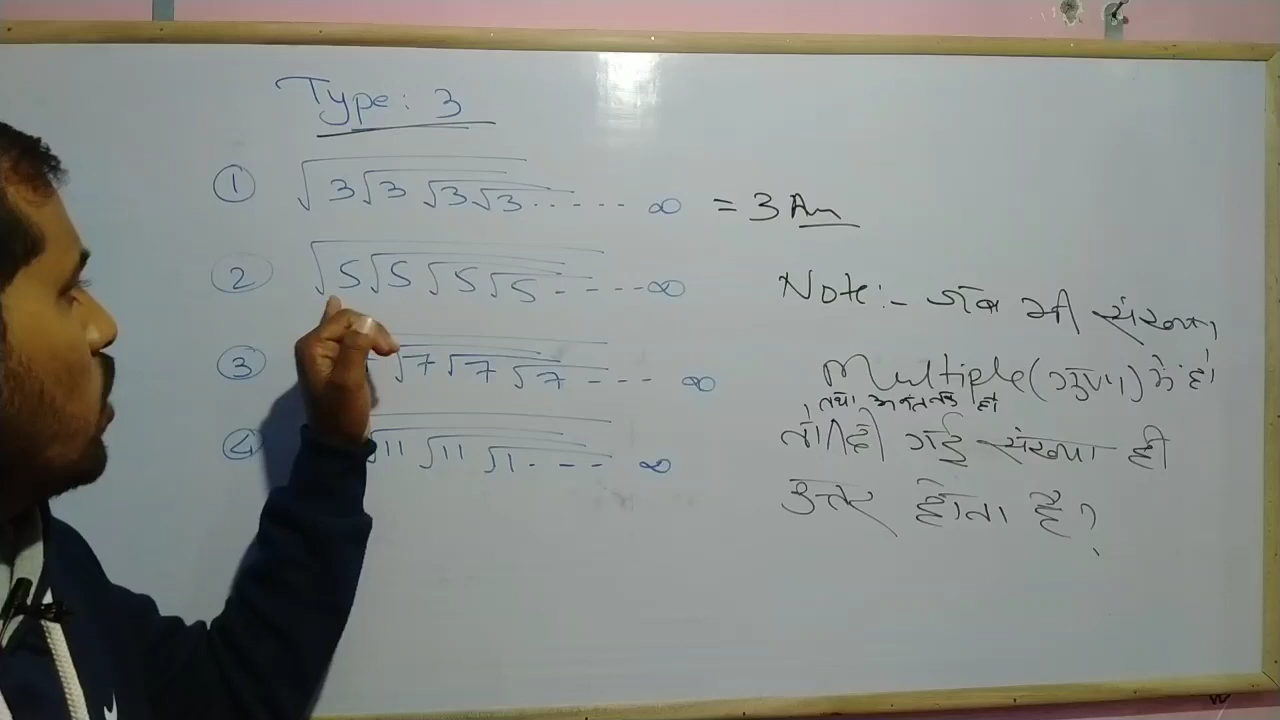 Type: 3
① √3√3√3√3..... ∞ = 3 Ans
② √5√5√5√5-----∞
③ √7√7√7---- ∞
④ √11√11√1---- ∞
Note:- जब भी संख्या
Multiple(गुणा) में हो
तथा अनन्तक हो
तो दी गई संख्या ही
उत्तर होता है?